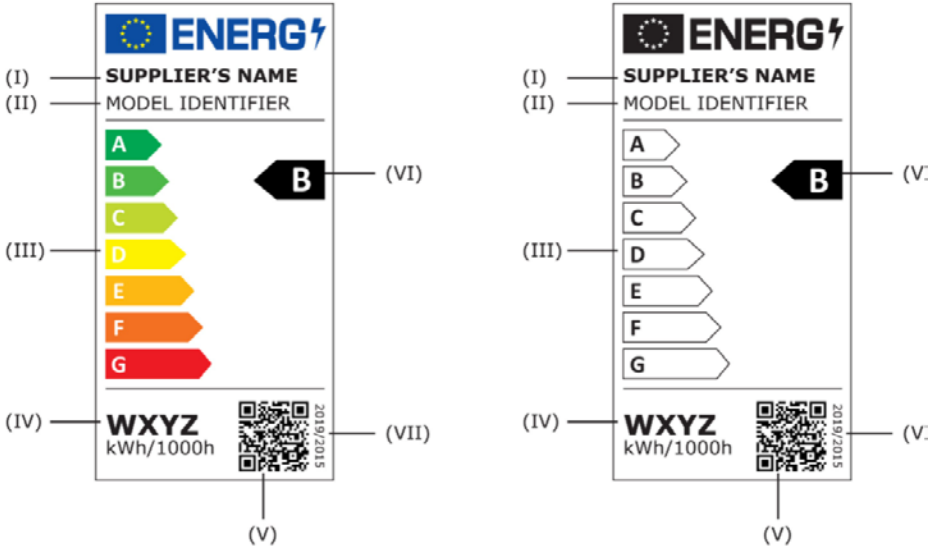 ENERG
(I) SUPPLIER'S NAME
(II) MODEL IDENTIFIER
A
B
B
(VI)
C
(III)
D
E
F
G
(IV)
WXYZ
kWh/1000h
2019/2015
(VII)
(V)
ENERG
(I) SUPPLIER'S NAME
(II) MODEL IDENTIFIER
A
B
B
C
(III)
D
E
F
G
(IV)
WXYZ
kWh/1000h
2019/2015
(V)